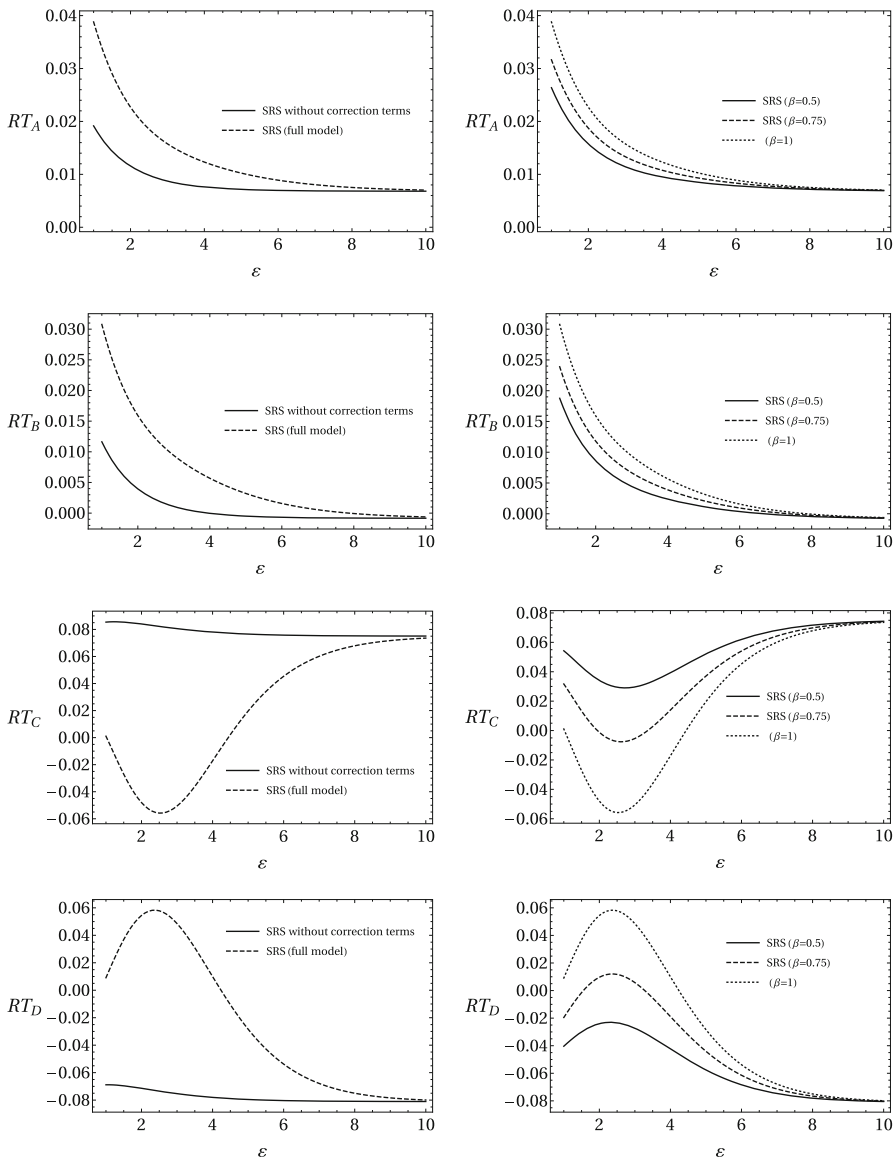 0.04
0.03
0.02
0.01
0.00
RT_A
SRS without correction terms
SRS (full model)
2 4 6 8 10
ε
0.04
0.03
0.02
0.01
0.00
RT_A
SRS (β=0.5)
SRS (β=0.75)
(β=1)
2 4 6 8 10
ε
0.030
0.025
0.020
0.015
0.010
0.005
0.000
RT_B
SRS without correction terms
SRS (full model)
2 4 6 8 10
ε
0.030
0.025
0.020
0.015
0.010
0.005
0.000
RT_B
SRS (β=0.5)
SRS (β=0.75)
(β=1)
2 4 6 8 10
ε
0.08
0.06
0.04
0.02
0.00
−0.02
−0.04
−0.06
RT_C
SRS without correction terms
SRS (full model)
2 4 6 8 10
ε
0.08
0.06
0.04
0.02
0.00
−0.02
−0.04
−0.06
RT_C
SRS (β=0.5)
SRS (β=0.75)
(β=1)
2 4 6 8 10
ε
0.06
0.04
0.02
0.00
−0.02
−0.04
−0.06
−0.08
RT_D
SRS without correction terms
SRS (full model)
2 4 6 8 10
ε
0.06
0.04
0.02
0.00
−0.02
−0.04
−0.06
−0.08
RT_D
SRS (β=0.5)
SRS (β=0.75)
(β=1)
2 4 6 8 10
ε